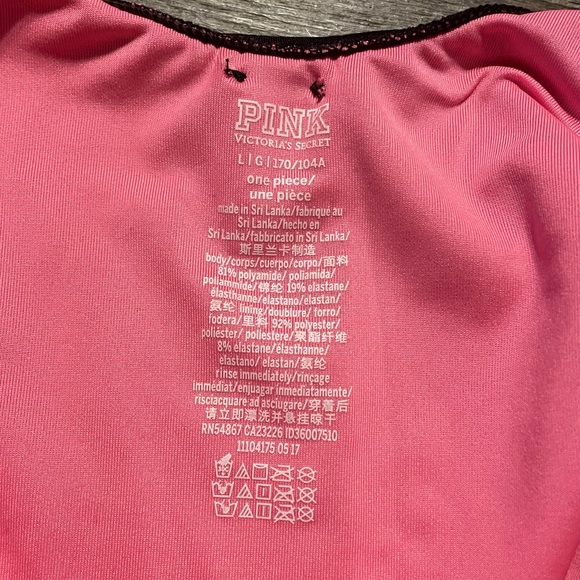 PINK
VICTORIA'S SECRET
L | G | 170/104A
one piece/
une pièce
made in Sri Lanka/fabriqué au
Sri Lanka/hecho en
Sri Lanka/fabbricato in Sri Lanka/
斯里兰卡制造
body/corps/cuerpo/corpo/面料
81% polyamide/poliamida/
poliammide/锦纶 19% elastane/
élasthanne/elastano/elastan/
氨纶 lining/doublure/forro/
fodera/里料 92% polyester/
poliéster/poliestere/聚酯纤维
8% elastane/élasthanne/
elastano/elastan/氨纶
rinse immediately/rinçage
immédiat/enjuagar inmediatamente/
risciacquare ad asciugare/穿着后
请立即漂洗并悬挂晾干
RN54867 CA23226 ID36007510
11104175 05 17